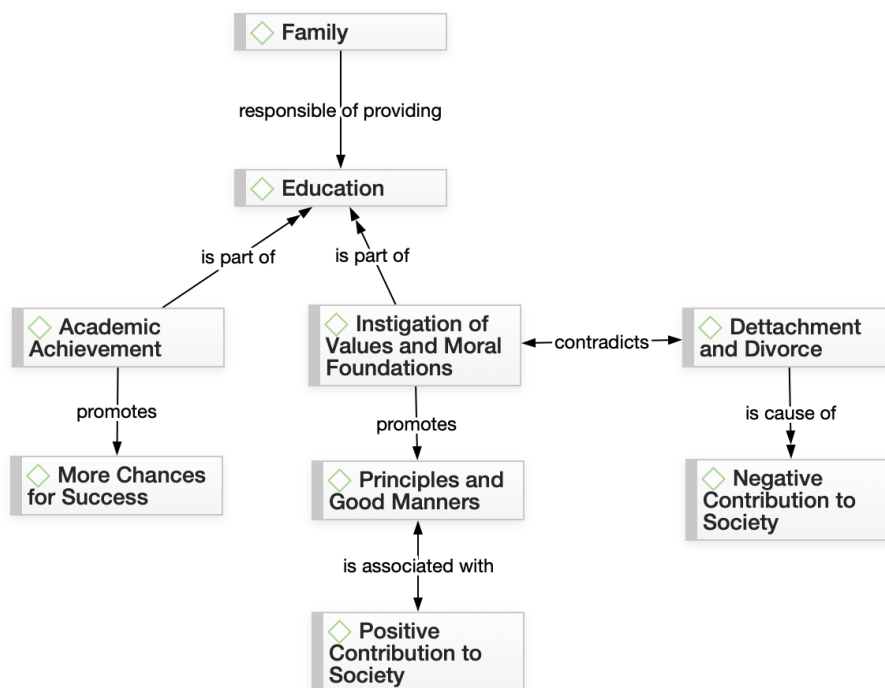 Family
responsible of providing
Education
is part of
is part of
Academic
Achievement
Instigation of
Values and Moral
Foundations
contradicts
Dettachment
and Divorce
promotes
promotes
is cause of
More Chances
for Success
Principles and
Good Manners
Negative
Contribution to
Society
is associated with
Positive
Contribution to
Society